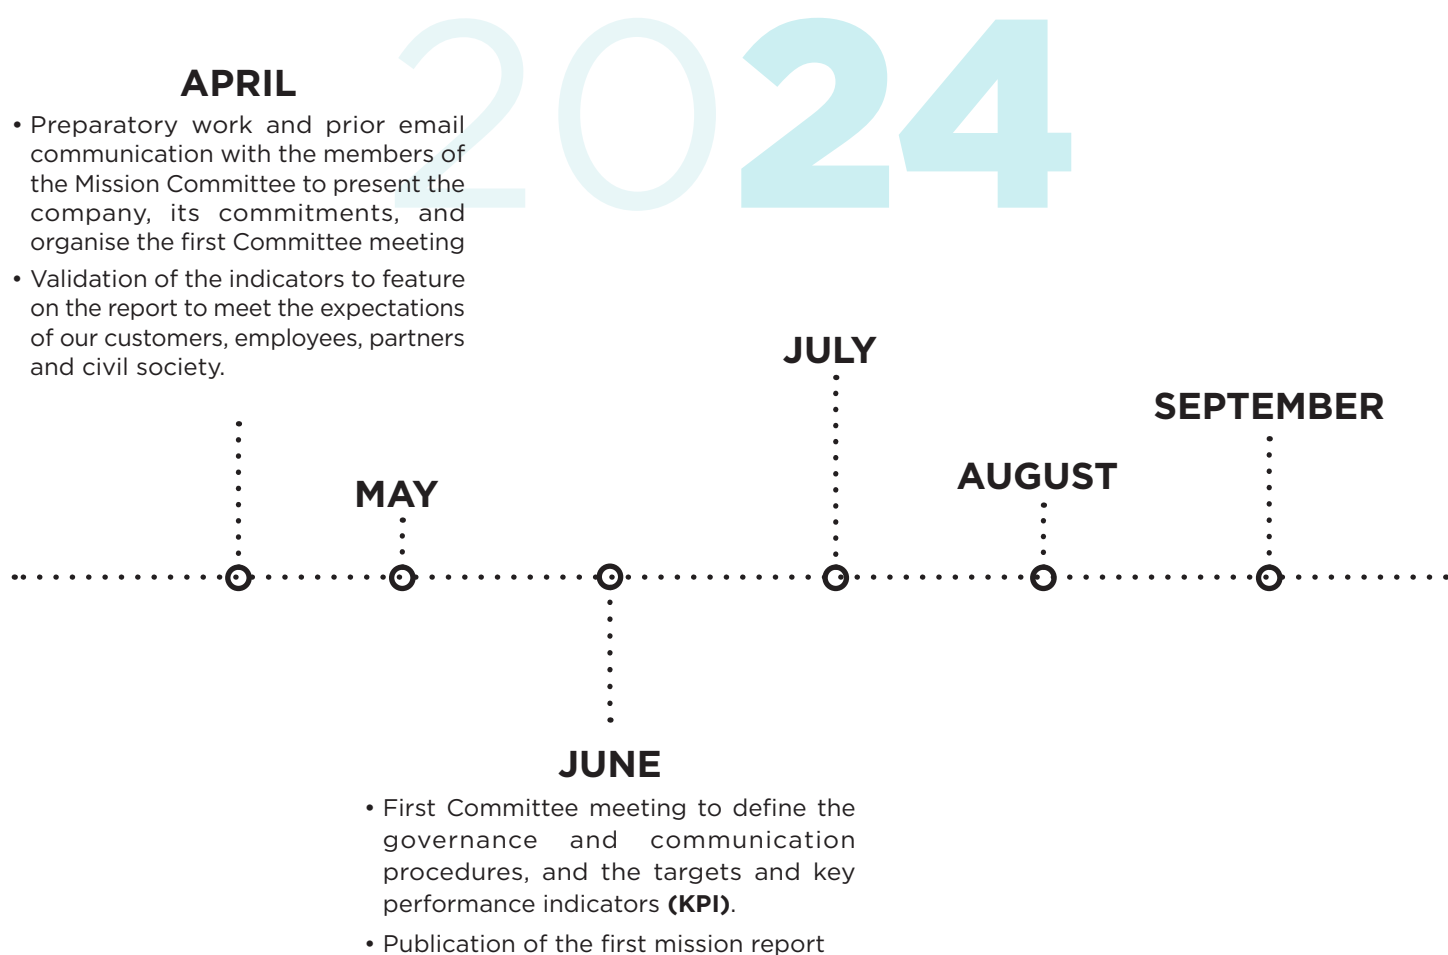 2024
APRIL
• Preparatory work and prior email
communication with the members of
the Mission Committee to present the
company, its commitments, and
organise the first Committee meeting
• Validation of the indicators to feature
on the report to meet the expectations
of our customers, employees, partners
and civil society.
MAY
JULY
AUGUST
SEPTEMBER
JUNE
• First Committee meeting to define the
governance and communication
procedures, and the targets and key
performance indicators (KPI).
• Publication of the first mission report